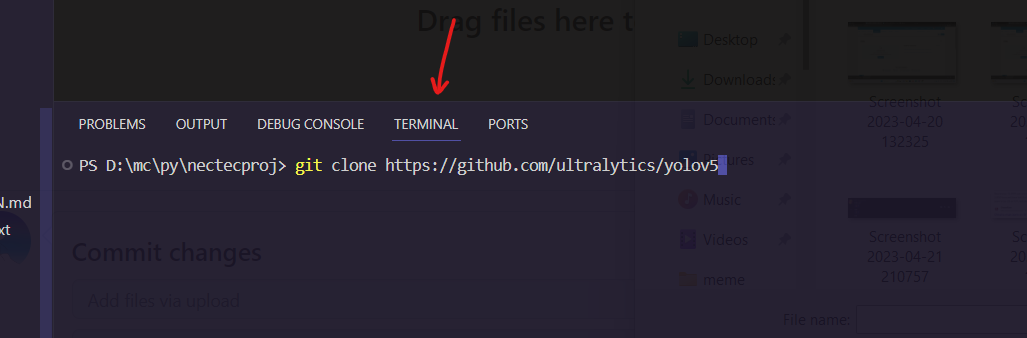 Drag files here t
Desktop
Downloads
Documents
Pictures
Music
Videos
meme
Screenshot
2023-04-20
132325
Screenshot
2023-04-21
210757
File name:
PROBLEMS OUTPUT DEBUG CONSOLE TERMINAL PORTS
PS D:\mc\py\nectecproj> git clone https://github.com/ultralytics/yolov5
N.md
xt
Commit changes
Add files via upload